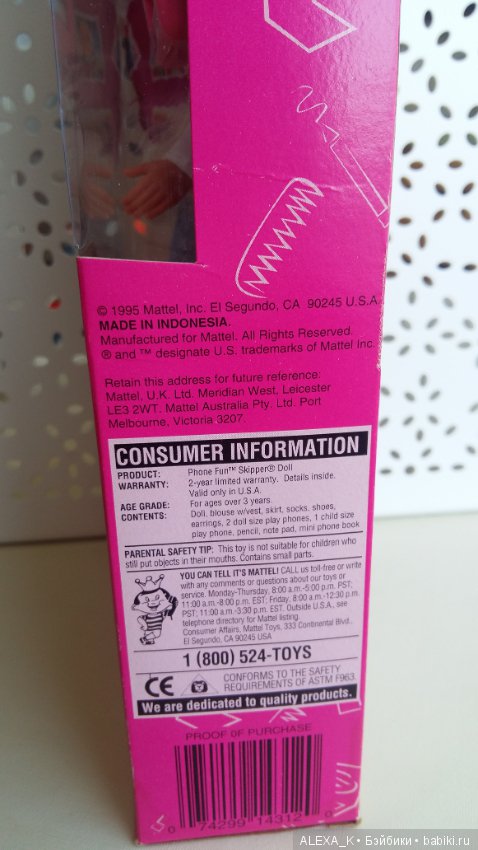 © 1995 Mattel, Inc. El Segundo, CA 90245 U.S.A.
MADE IN INDONESIA.
Manufactured for Mattel. All Rights Reserved.
® and ™ designate U.S. trademarks of Mattel Inc.
Retain this address for future reference:
Mattel, U.K. Ltd. Meridian West, Leicester
LE3 2WT. Mattel Australia Pty. Ltd. Port
Melbourne, Victoria 3207.
CONSUMER INFORMATION
PRODUCT: Phone Fun™ Skipper® Doll
WARRANTY: 2-year limited warranty. Details inside.
Valid only in U.S.A.
AGE GRADE: For ages over 3 years.
CONTENTS: Doll, blouse w/vest, skirt, socks, shoes,
earrings, 2 doll size play phones, 1 child size
play phone, pencil, note pad, mini phone book
PARENTAL SAFETY TIP: This toy is not suitable for children who
still put objects in their mouths. Contains small parts.
YOU CAN TELL IT'S MATTEL! CALL us toll-free or write
with any comments or questions about our toys or
service. Monday-Thursday, 8:00 a.m.-5:00 p.m. PST;
11:00 a.m.-8:00 p.m. EST; Friday, 8:00 a.m.-12:30 p.m.
PST; 11:00 a.m.-3:30 p.m. EST. Outside U.S.A., see
telephone directory for Mattel listing.
Consumer Affairs, Mattel Toys, 333 Continental Blvd.,
El Segundo, CA 90245 USA
1 (800) 524-TOYS
CE CONFORMS TO THE SAFETY
REQUIREMENTS OF ASTM F963.
We are dedicated to quality products.
PROOF OF PURCHASE
0 74299 14312 0
ALEXA_K • Бэйбики • babiki.ru